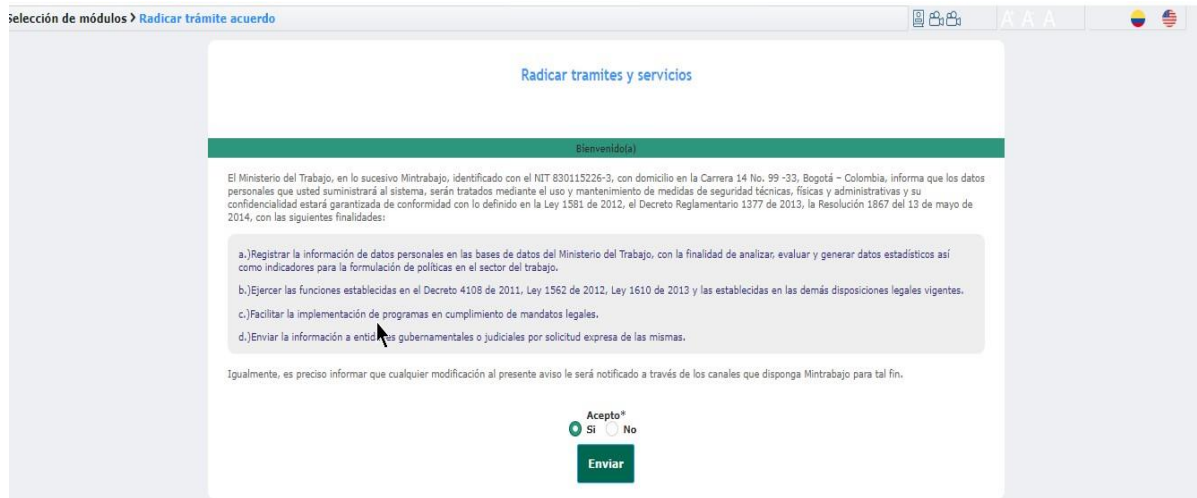 Selección de módulos > Radicar trámite acuerdo
A A A
Radicar tramites y servicios
Bienvenido(a)
El Ministerio del Trabajo, en lo sucesivo Mintrabajo, identificado con el NIT 830115226-3, con domicilio en la Carrera 14 No. 99 -33, Bogotá – Colombia, informa que los datos
personales que usted suministrará al sistema, serán tratados mediante el uso y mantenimiento de medidas de seguridad técnicas, físicas y administrativas y su
confidencialidad estará garantizada de conformidad con lo definido en la Ley 1581 de 2012, el Decreto Reglamentario 1377 de 2013, la Resolución 1867 del 13 de mayo de
2014, con las siguientes finalidades:
a.)Registrar la información de datos personales en las bases de datos del Ministerio del Trabajo, con la finalidad de analizar, evaluar y generar datos estadísticos así
como indicadores para la formulación de políticas en el sector del trabajo.
b.)Ejercer las funciones establecidas en el Decreto 4108 de 2011, Ley 1562 de 2012, Ley 1610 de 2013 y las establecidas en las demás disposiciones legales vigentes.
c.)Facilitar la implementación de programas en cumplimiento de mandatos legales.
d.)Enviar la información a entidades gubernamentales o judiciales por solicitud expresa de las mismas.
Igualmente, es preciso informar que cualquier modificación al presente aviso le será notificado a través de los canales que disponga Mintrabajo para tal fin.
Acepto*
Si No
Enviar